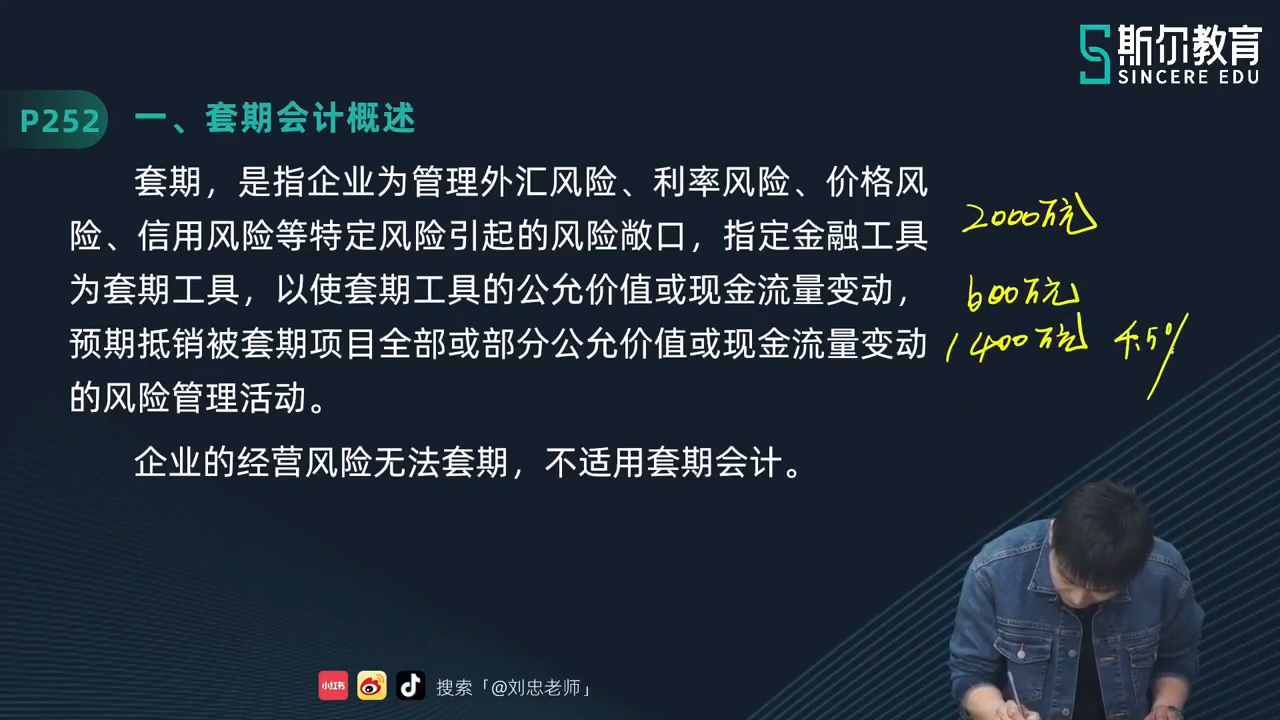 斯尔教育
SINCERE EDU
P252
一、套期会计概述
套期，是指企业为管理外汇风险、利率风险、价格风
险、信用风险等特定风险引起的风险敞口，指定金融工具
为套期工具，以使套期工具的公允价值或现金流量变动，
预期抵销被套期项目全部或部分公允价值或现金流量变动
的风险管理活动。
企业的经营风险无法套期，不适用套期会计。
2000万元
600万元
1400万元 4.5%
小红书
搜索「@刘忠老师」